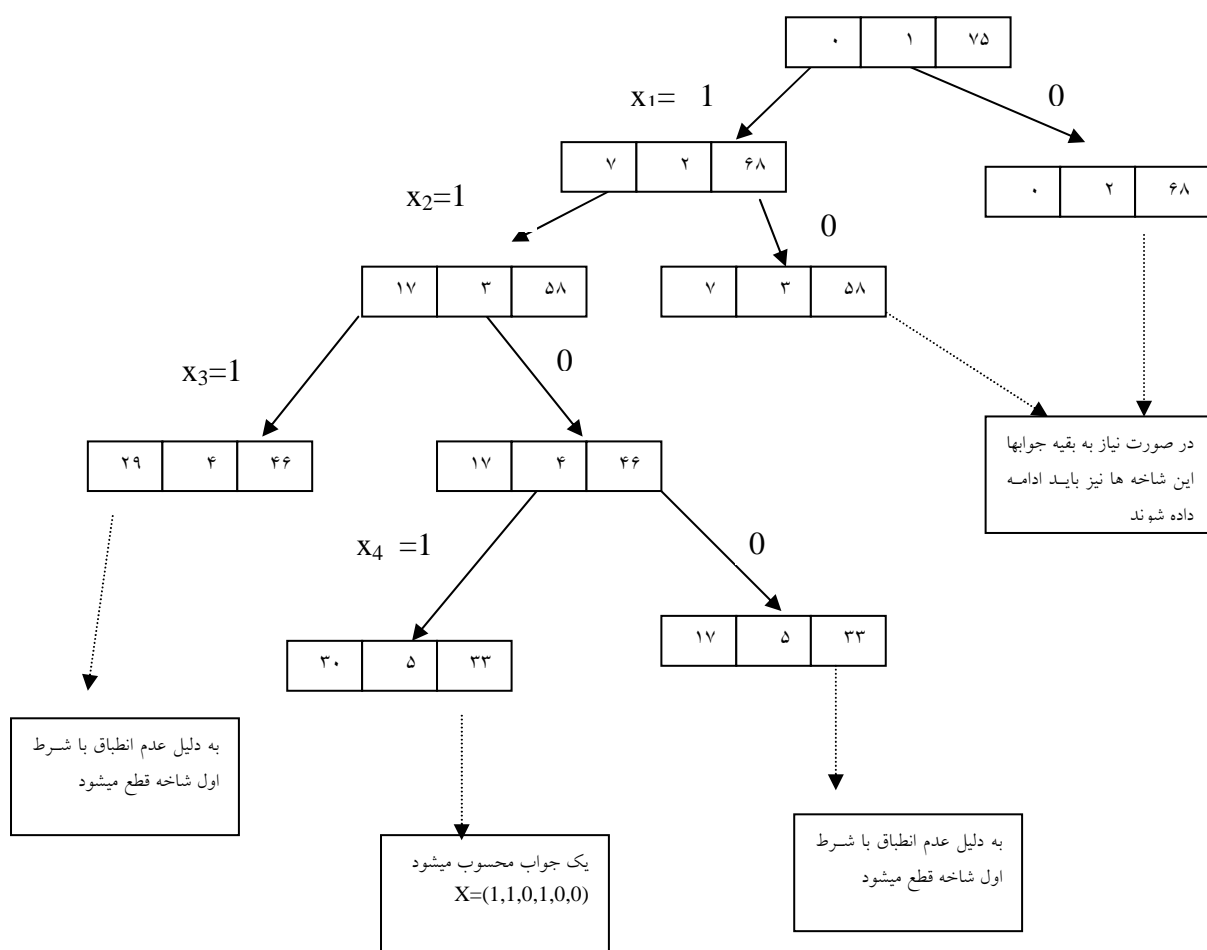 ۰ ۱ ۷۵
x₁= 1
0
۷ ۲ ۶۸
۰ ۲ ۶۸
x₂=1
0
۱۷ ۳ ۵۸
۷ ۳ ۵۸
x₃=1
0
۲۹ ۴ ۴۶
۱۷ ۴ ۴۶
در صورت نیاز به بقیه جوابها
این شاخه ها نیز بایـد ادامـه
داده شوند
x₄ =1
0
۳۰ ۵ ۳۳
۱۷ ۵ ۳۳
به دلیل عدم انطباق با شـرط
اول شاخه قطع میشود
یک جواب محسوب میشود
X=(1,1,0,1,0,0)
به دلیل عدم انطباق با شـرط
اول شاخه قطع میشود